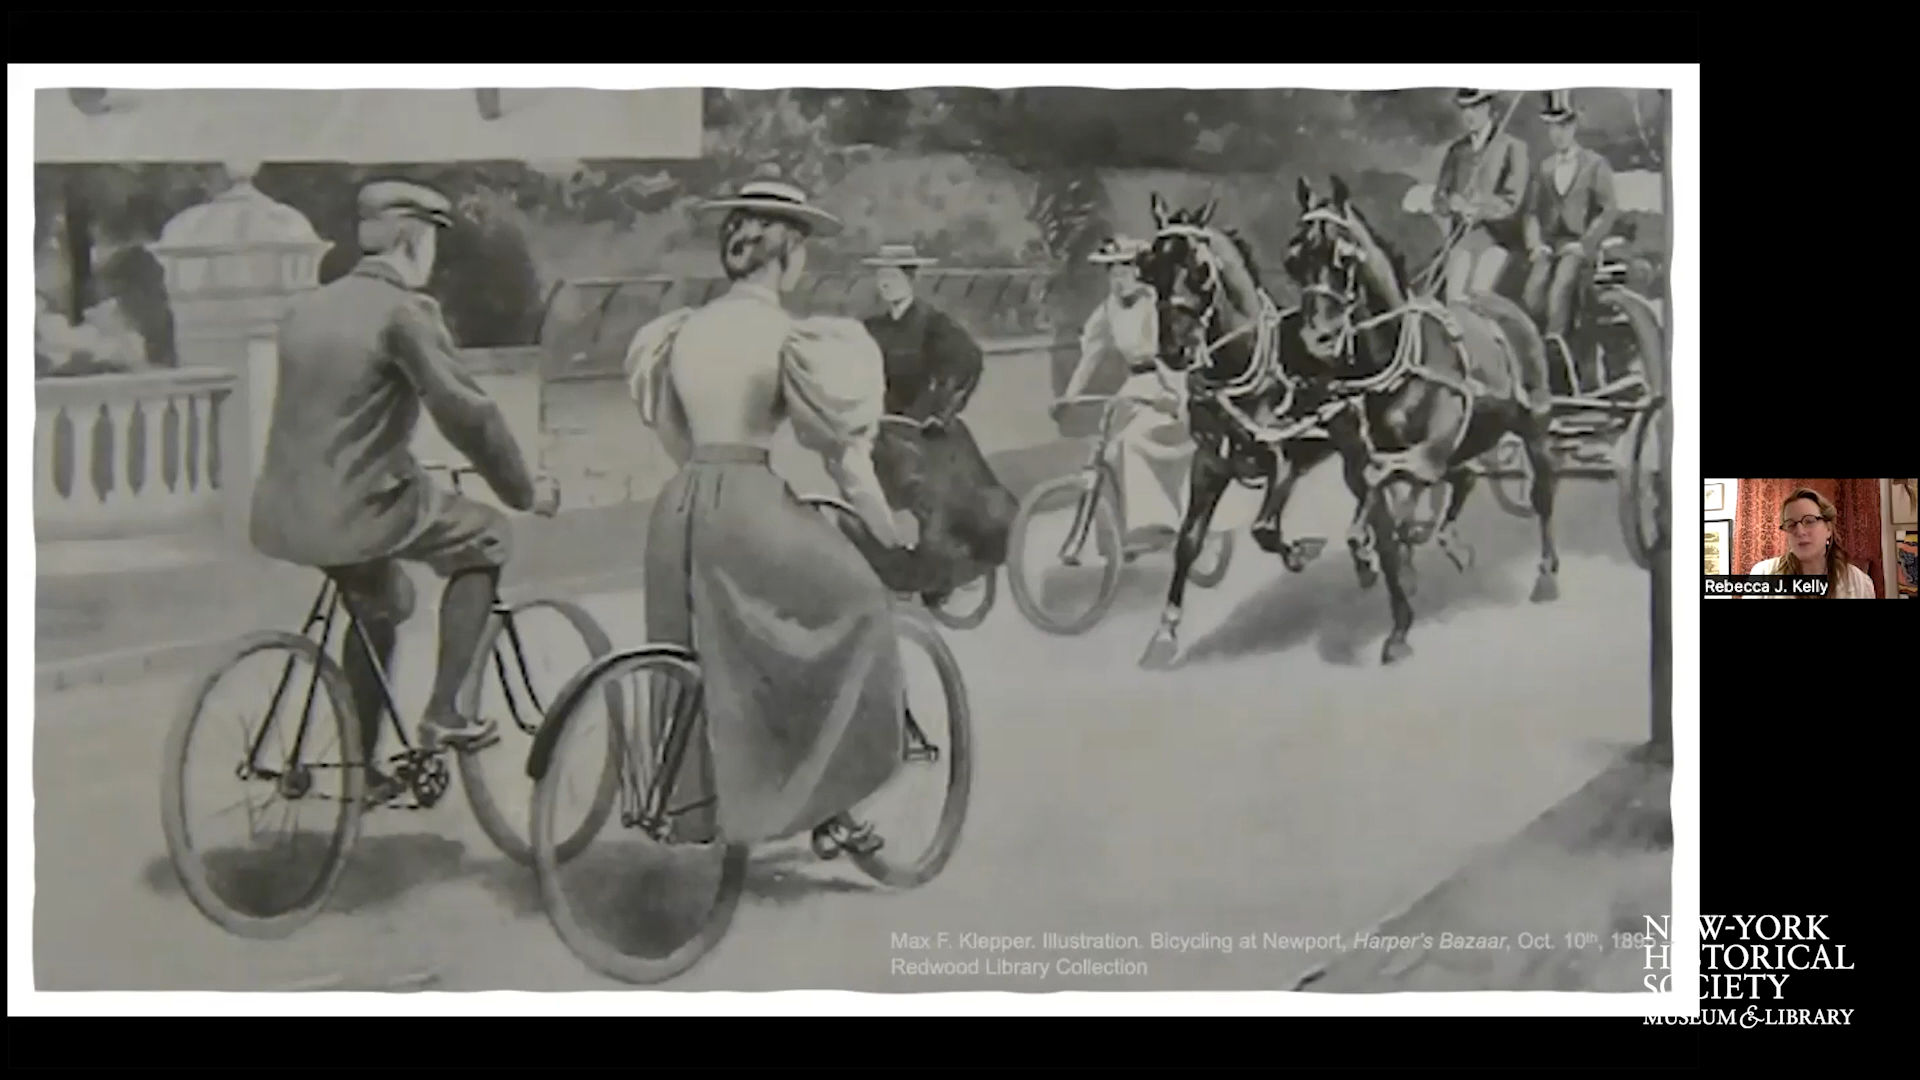 Rebecca J. Kelly
Max F. Klepper. Illustration. Bicycling at Newport, Harper's Bazaar, Oct. 10th,
Redwood Library Collection
NEW-YORK
HISTORICAL
SOCIETY
MUSEUM & LIBRARY